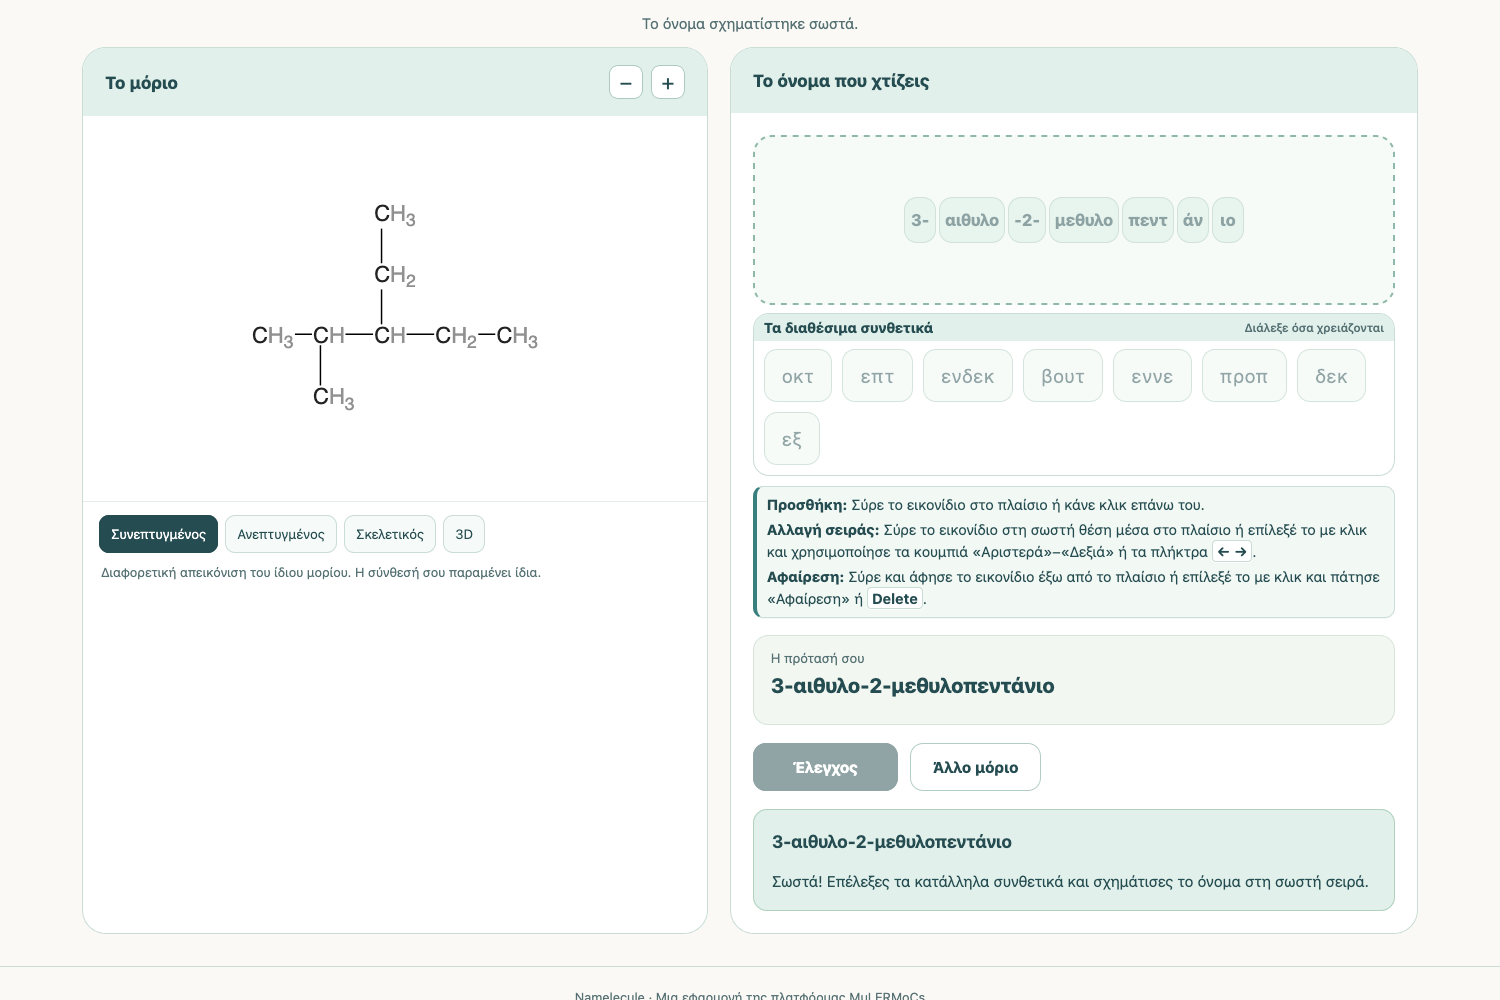 Το όνομα σχηματίστηκε σωστά.
Το μόριο
− +
CH3
CH2
CH3 CH CH CH2 CH3
CH3
Συνεπτυγμένος Ανεπτυγμένος Σκελετικός 3D
Διαφορετική απεικόνιση του ίδιου μορίου. Η σύνθεσή σου παραμένει ίδια.
Το όνομα που χτίζεις
3- αιθυλο -2- μεθυλο πεντ άν ιο
Τα διαθέσιμα συνθετικά Διάλεξε όσα χρειάζονται
οκτ επτ ενδεκ βουτ εννε προπ δεκ
εξ
Προσθήκη: Σύρε το εικονίδιο στο πλαίσιο ή κάνε κλικ επάνω του.
Αλλαγή σειράς: Σύρε το εικονίδιο στη σωστή θέση μέσα στο πλαίσιο ή επίλεξέ το με κλικ
και χρησιμοποίησε τα κουμπιά «Αριστερά»–«Δεξιά» ή τα πλήκτρα ← →.
Αφαίρεση: Σύρε και άφησε το εικονίδιο έξω από το πλαίσιο ή επίλεξέ το με κλικ και πάτησε
«Αφαίρεση» ή Delete.
Η πρότασή σου
3-αιθυλο-2-μεθυλοπεντάνιο
Έλεγχος Άλλο μόριο
3-αιθυλο-2-μεθυλοπεντάνιο
Σωστά! Επέλεξες τα κατάλληλα συνθετικά και σχημάτισες το όνομα στη σωστή σειρά.
Namelecule · Μια εφαρμογή της πλατφόρμας MyLERMoCs